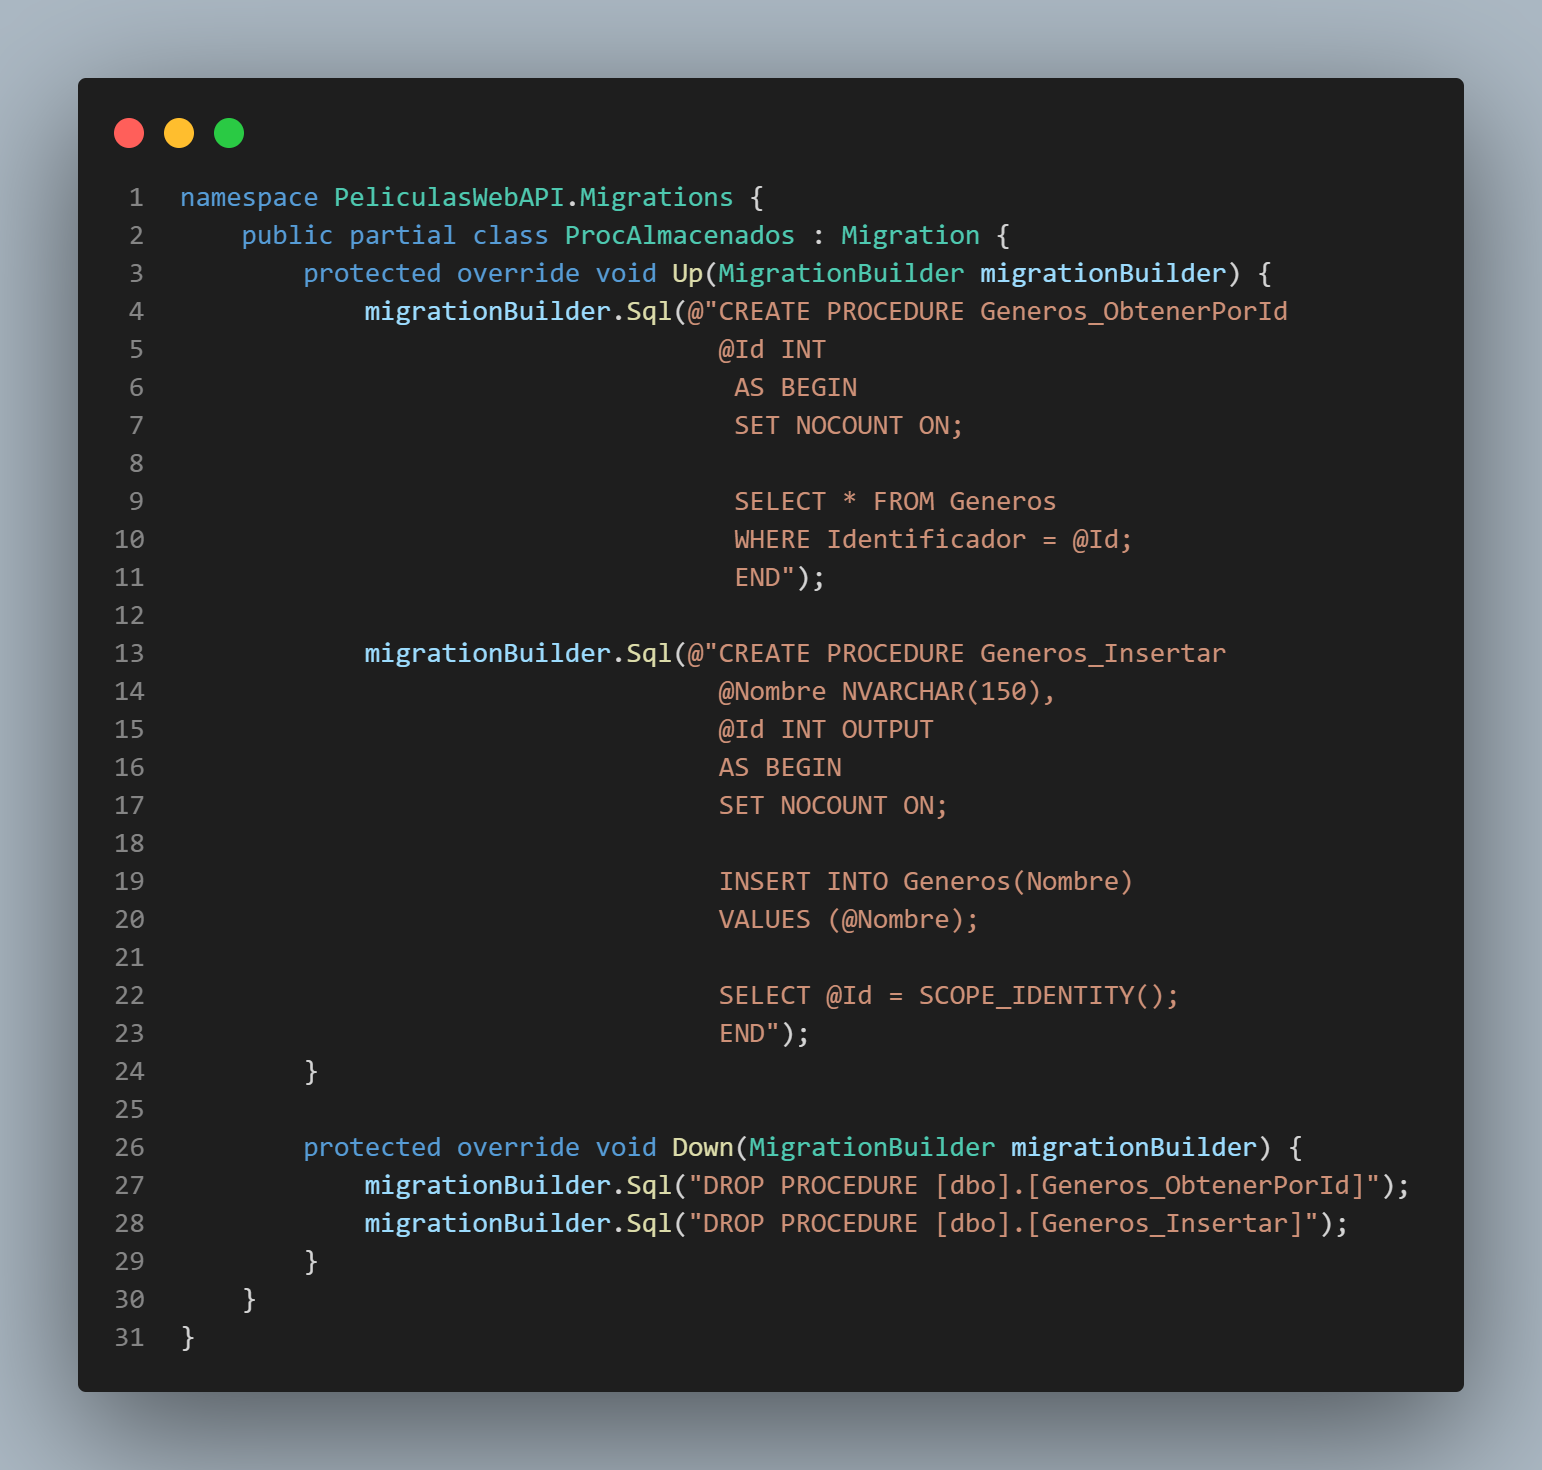 1 namespace PeliculasWebAPI.Migrations {
2     public partial class ProcAlmacenados : Migration {
3         protected override void Up(MigrationBuilder migrationBuilder) {
4             migrationBuilder.Sql(@"CREATE PROCEDURE Generos_ObtenerPorId
5                                    @Id INT
6                                     AS BEGIN
7                                     SET NOCOUNT ON;
8
9                                     SELECT * FROM Generos
10                                     WHERE Identificador = @Id;
11                                     END");
12
13             migrationBuilder.Sql(@"CREATE PROCEDURE Generos_Insertar
14                                    @Nombre NVARCHAR(150),
15                                    @Id INT OUTPUT
16                                    AS BEGIN
17                                    SET NOCOUNT ON;
18
19                                    INSERT INTO Generos(Nombre)
20                                    VALUES (@Nombre);
21
22                                    SELECT @Id = SCOPE_IDENTITY();
23                                    END");
24         }
25
26         protected override void Down(MigrationBuilder migrationBuilder) {
27             migrationBuilder.Sql("DROP PROCEDURE [dbo].[Generos_ObtenerPorId]");
28             migrationBuilder.Sql("DROP PROCEDURE [dbo].[Generos_Insertar]");
29         }
30     }
31 }